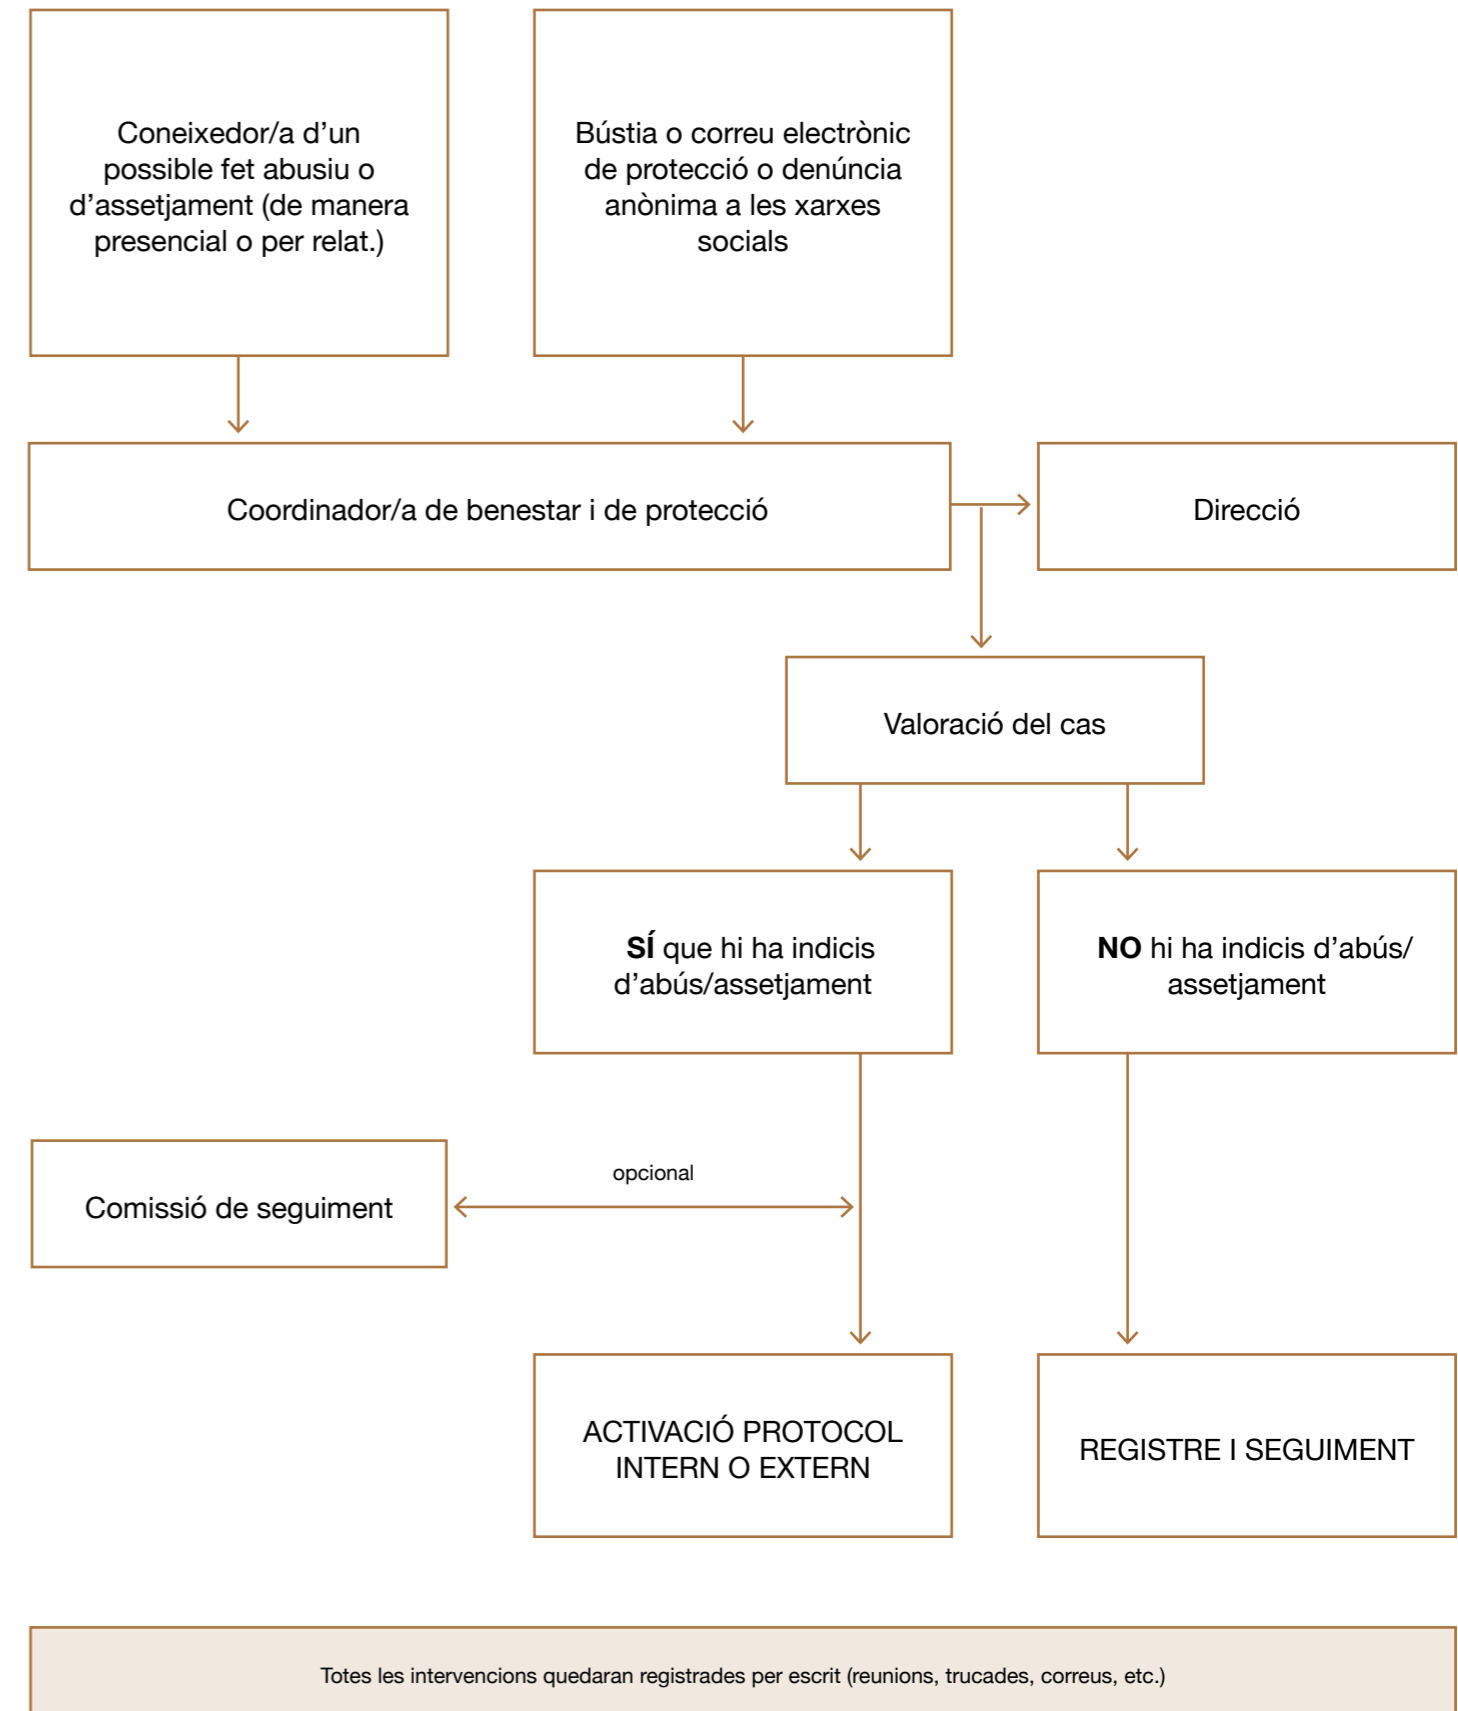 Coneixedor/a d’un
possible fet abusiu o
d’assetjament (de manera
presencial o per relat.)
Bústia o correu electrònic
de protecció o denúncia
anònima a les xarxes
socials
Coordinador/a de benestar i de protecció
Direcció
Valoració del cas
SÍ que hi ha indicis
d’abús/assetjament
NO hi ha indicis d’abús/
assetjament
opcional
Comissió de seguiment
ACTIVACIÓ PROTOCOL
INTERN O EXTERN
REGISTRE I SEGUIMENT
Totes les intervencions quedaran registrades per escrit (reunions, trucades, correus, etc.)